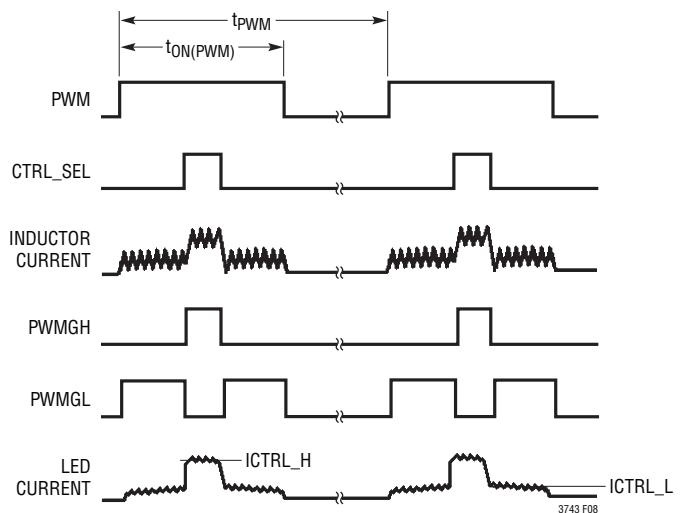 tPWM
tON(PWM)
PWM
CTRL_SEL
INDUCTOR
CURRENT
PWMGH
PWMGL
LED
CURRENT
ICTRL_H
ICTRL_L
3743 F08